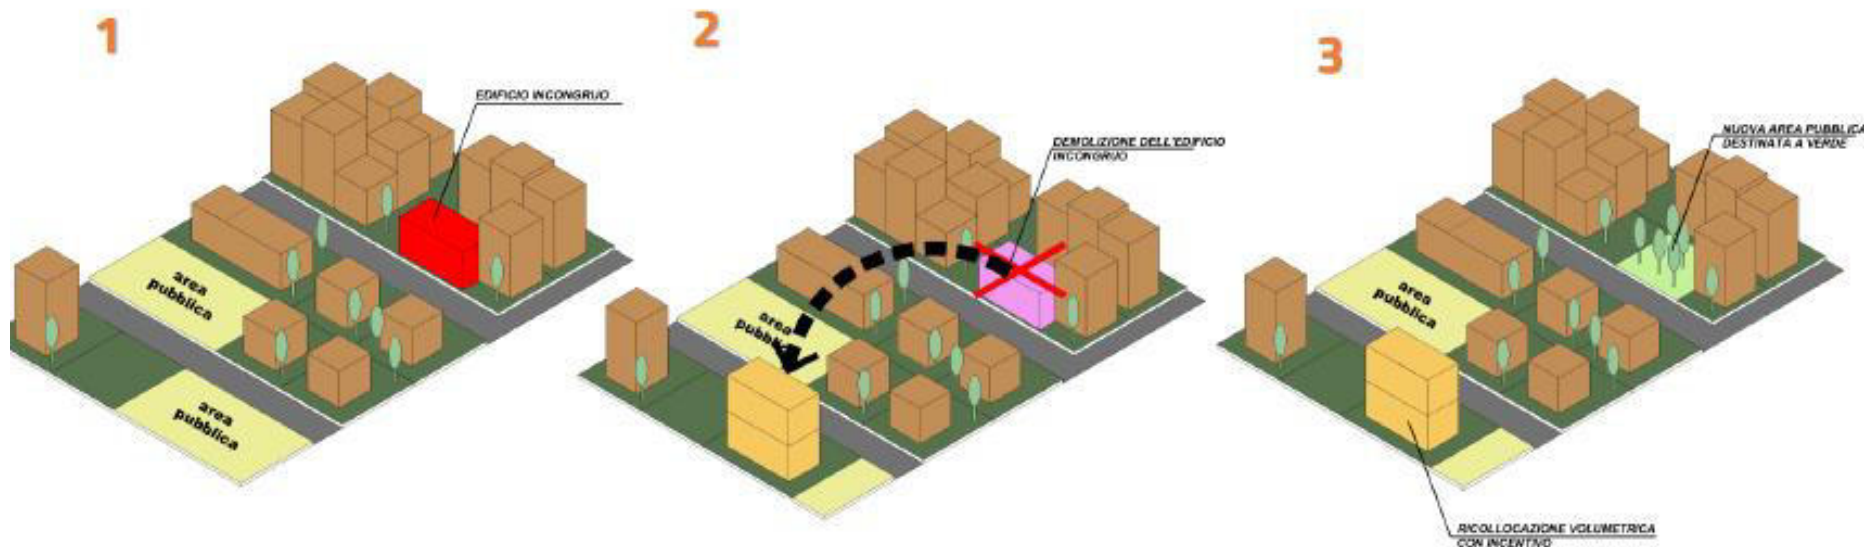 1
EDIFICIO INCONGRUO
area
pubblica
area
pubblica
2
DEMOLIZIONE DELL'EDIFICIO
INCONGRUO
area
pubblica
3
NUOVA AREA PUBBLICA
DESTINATA A VERDE
area
pubblica
RICOLLOCAZIONE VOLUMETRICA
CON INCENTIVO